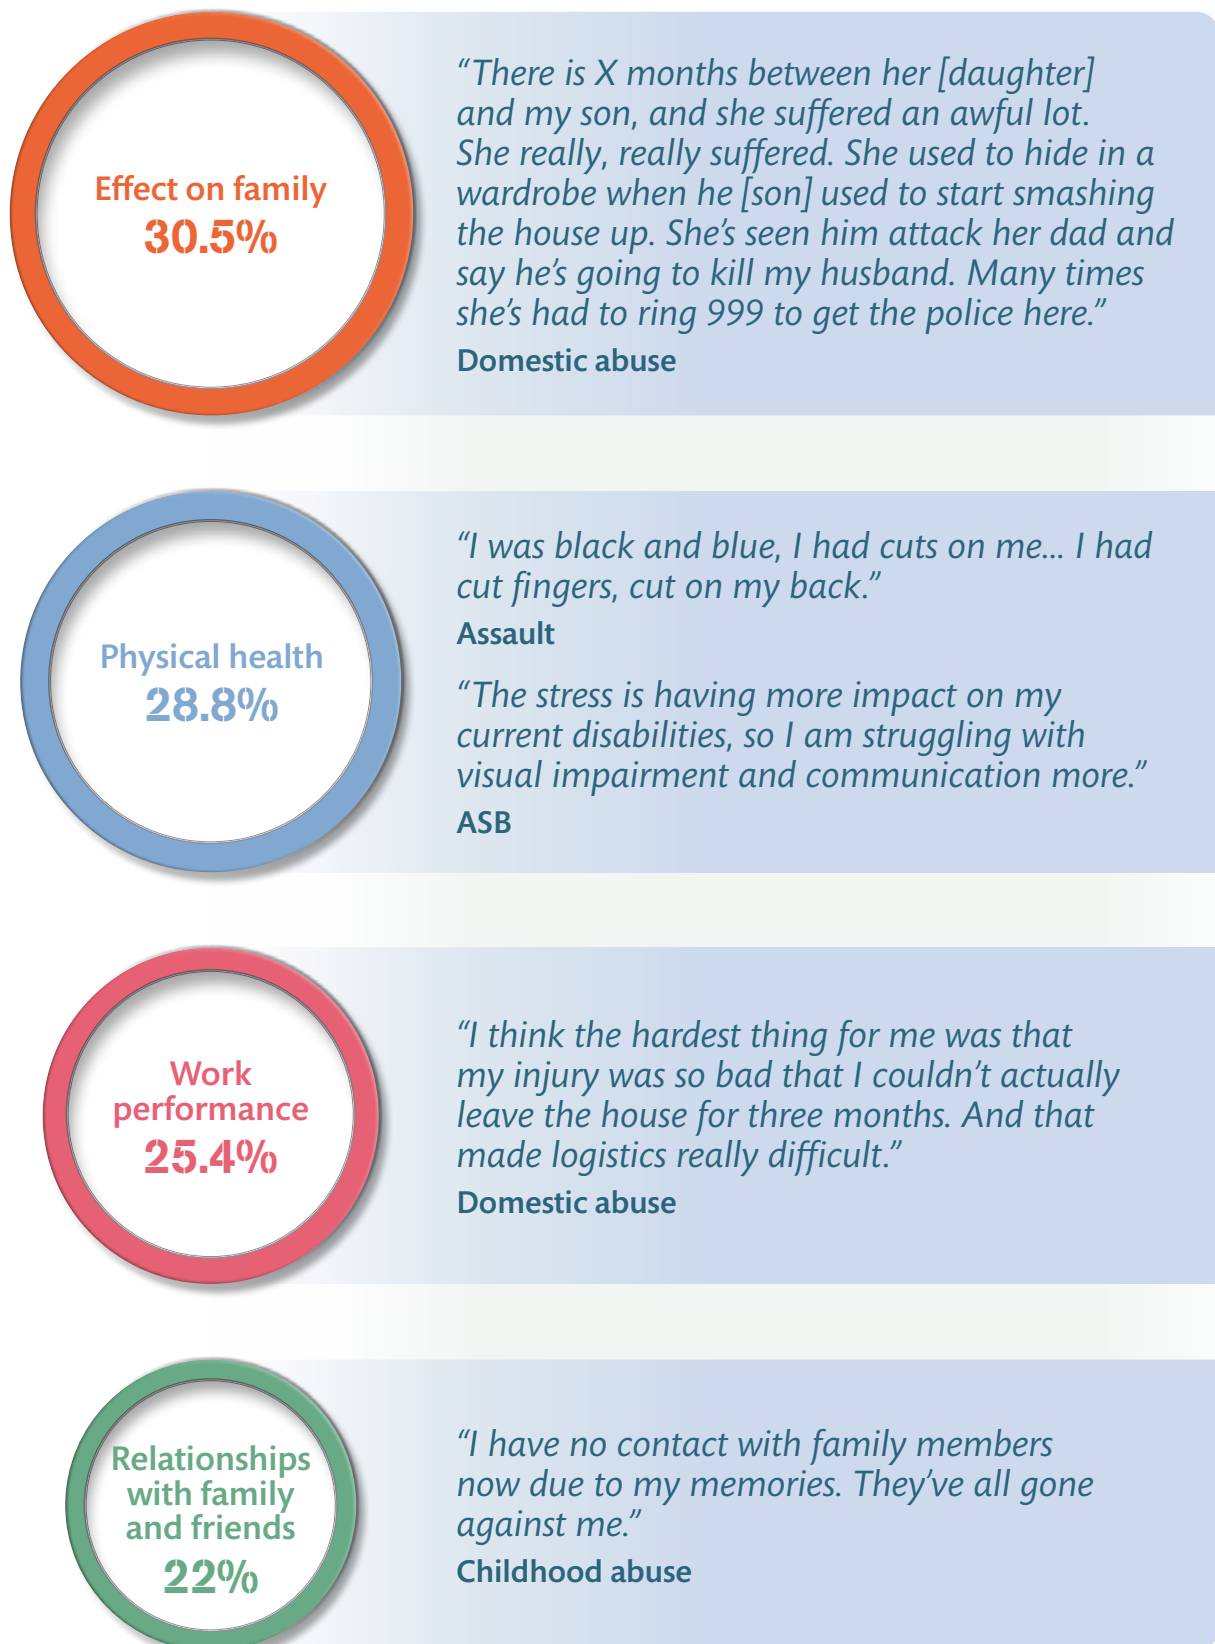 Effect on family
30.5%
“There is X months between her [daughter]
and my son, and she suffered an awful lot.
She really, really suffered. She used to hide in a
wardrobe when he [son] used to start smashing
the house up. She’s seen him attack her dad and
say he’s going to kill my husband. Many times
she’s had to ring 999 to get the police here.”
Domestic abuse
Physical health
28.8%
“I was black and blue, I had cuts on me... I had
cut fingers, cut on my back.”
Assault
“The stress is having more impact on my
current disabilities, so I am struggling with
visual impairment and communication more.”
ASB
Work
performance
25.4%
“I think the hardest thing for me was that
my injury was so bad that I couldn’t actually
leave the house for three months. And that
made logistics really difficult.”
Domestic abuse
Relationships
with family
and friends
22%
“I have no contact with family members
now due to my memories. They’ve all gone
against me.”
Childhood abuse